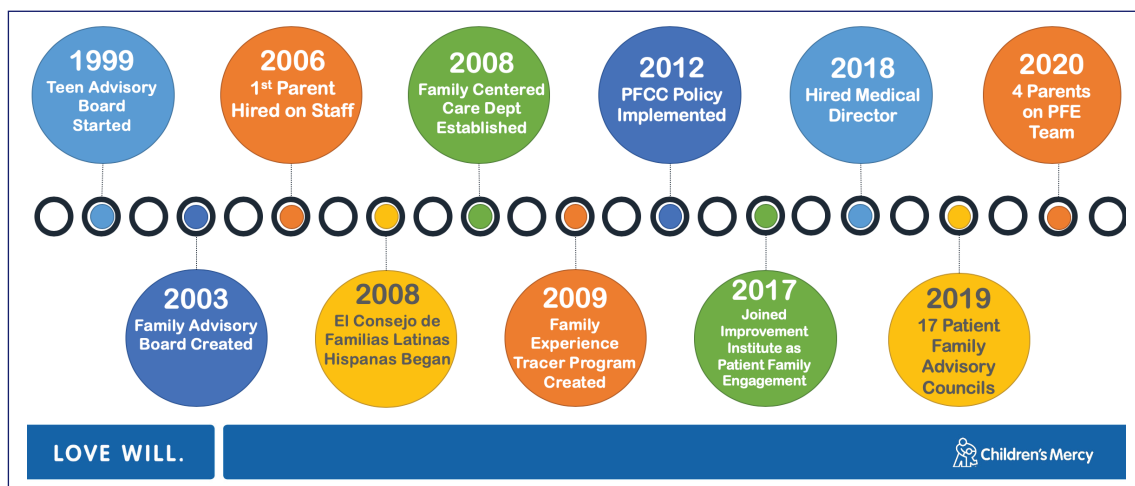 1999
Teen Advisory
Board
Started
2003
Family Advisory
Board Created
2006
1st Parent
Hired on Staff
2008
El Consejo de
Familias Latinas
Hispanas Began
2008
Family Centered
Care Dept
Established
2009
Family
Experience
Tracer Program
Created
2012
PFCC Policy
Implemented
2017
Joined
Improvement
Institute as
Patient Family
Engagement
2018
Hired Medical
Director
2019
17 Patient
Family
Advisory
Councils
2020
4 Parents
on PFE
Team
LOVE WILL.
Children's Mercy